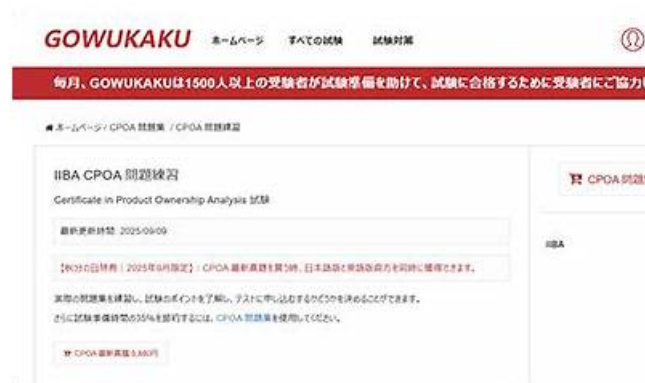 GOWUKAKU ホームページ すべての試験 試験対策
毎月、GOWUKAKUは1500人以上の受験者が試験準備を助けて、試験に合格するために受験者にご協力
ホームページ / CPOA 問題集 / CPOA 問題練習
IIBA CPOA 問題練習
CPOA 問題
Certificate in Product Ownership Analysis 試験
最新更新時間: 2025/09/09
IIBA
【秋分の日特典｜2025年9月限定】：CPOA 最新真題を買う時、日本語版と英語版両方を同時に獲得できます。
実際の問題集を練習し、試験のポイントを了解し、テストに申し込むするかどうかを決めることができます。
さらに試験準備時間の35%を節約するには、CPOA 問題集を使用してください。
CPOA 最新真題